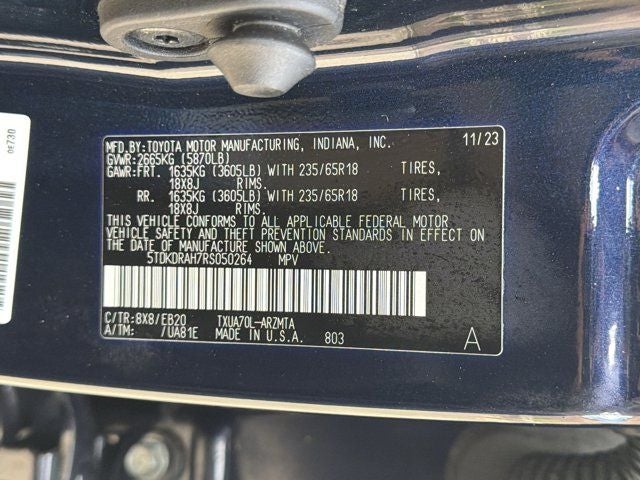 MFD.BY:TOYOTA MOTOR MANUFACTURING, INDIANA, INC. 11/23
GVWR:2665KG (5870LB)
GAWR:FRT. 1635KG (3605LB) WITH 235/65R18 TIRES,
18X8J RIMS.
RR. 1635KG (3605LB) WITH 235/65R18 TIRES,
18X8J RIMS.
THIS VEHICLE CONFORMS TO ALL APPLICABLE FEDERAL MOTOR
VEHICLE SAFETY AND THEFT PREVENTION STANDARDS IN EFFECT ON
THE DATE OF MANUFACTURE SHOWN ABOVE.
5TDKDRAH7RS050264 MPV
C/TR:8X8/EB20 TXUA70L-ARZMTA
A/TM: /UA81E MADE IN U.S.A. 803 A
0E730